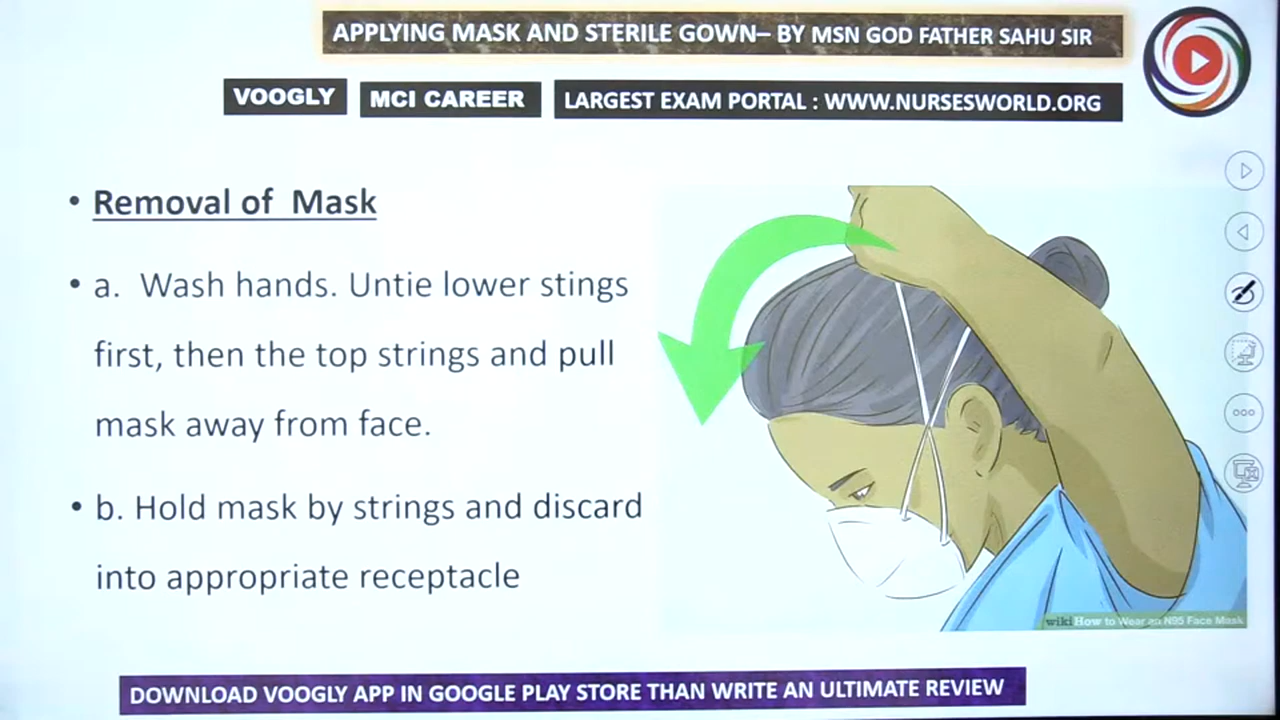 APPLYING MASK AND STERILE GOWN– BY MSN GOD FATHER SAHU SIR
VOOGLY
MCI CAREER
LARGEST EXAM PORTAL : WWW.NURSESWORLD.ORG
• Removal of Mask
• a. Wash hands. Untie lower stings
first, then the top strings and pull
mask away from face.
• b. Hold mask by strings and discard
into appropriate receptacle
wikiHow to Wear an N95 Face Mask
DOWNLOAD VOOGLY APP IN GOOGLE PLAY STORE THAN WRITE AN ULTIMATE REVIEW